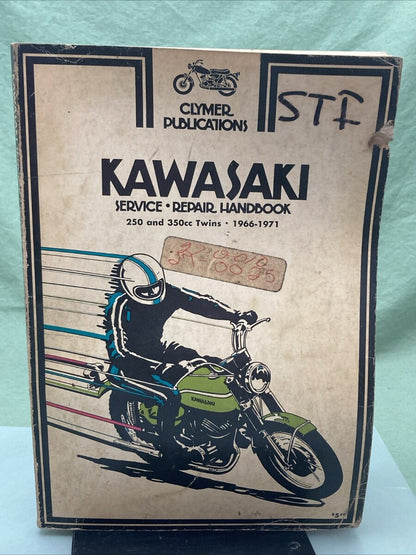 CLYMER
PUBLICATIONS
STF
KAWASAKI
SERVICE • REPAIR HANDBOOK
250 and 350cc Twins • 1966-1971
KAWASAKI